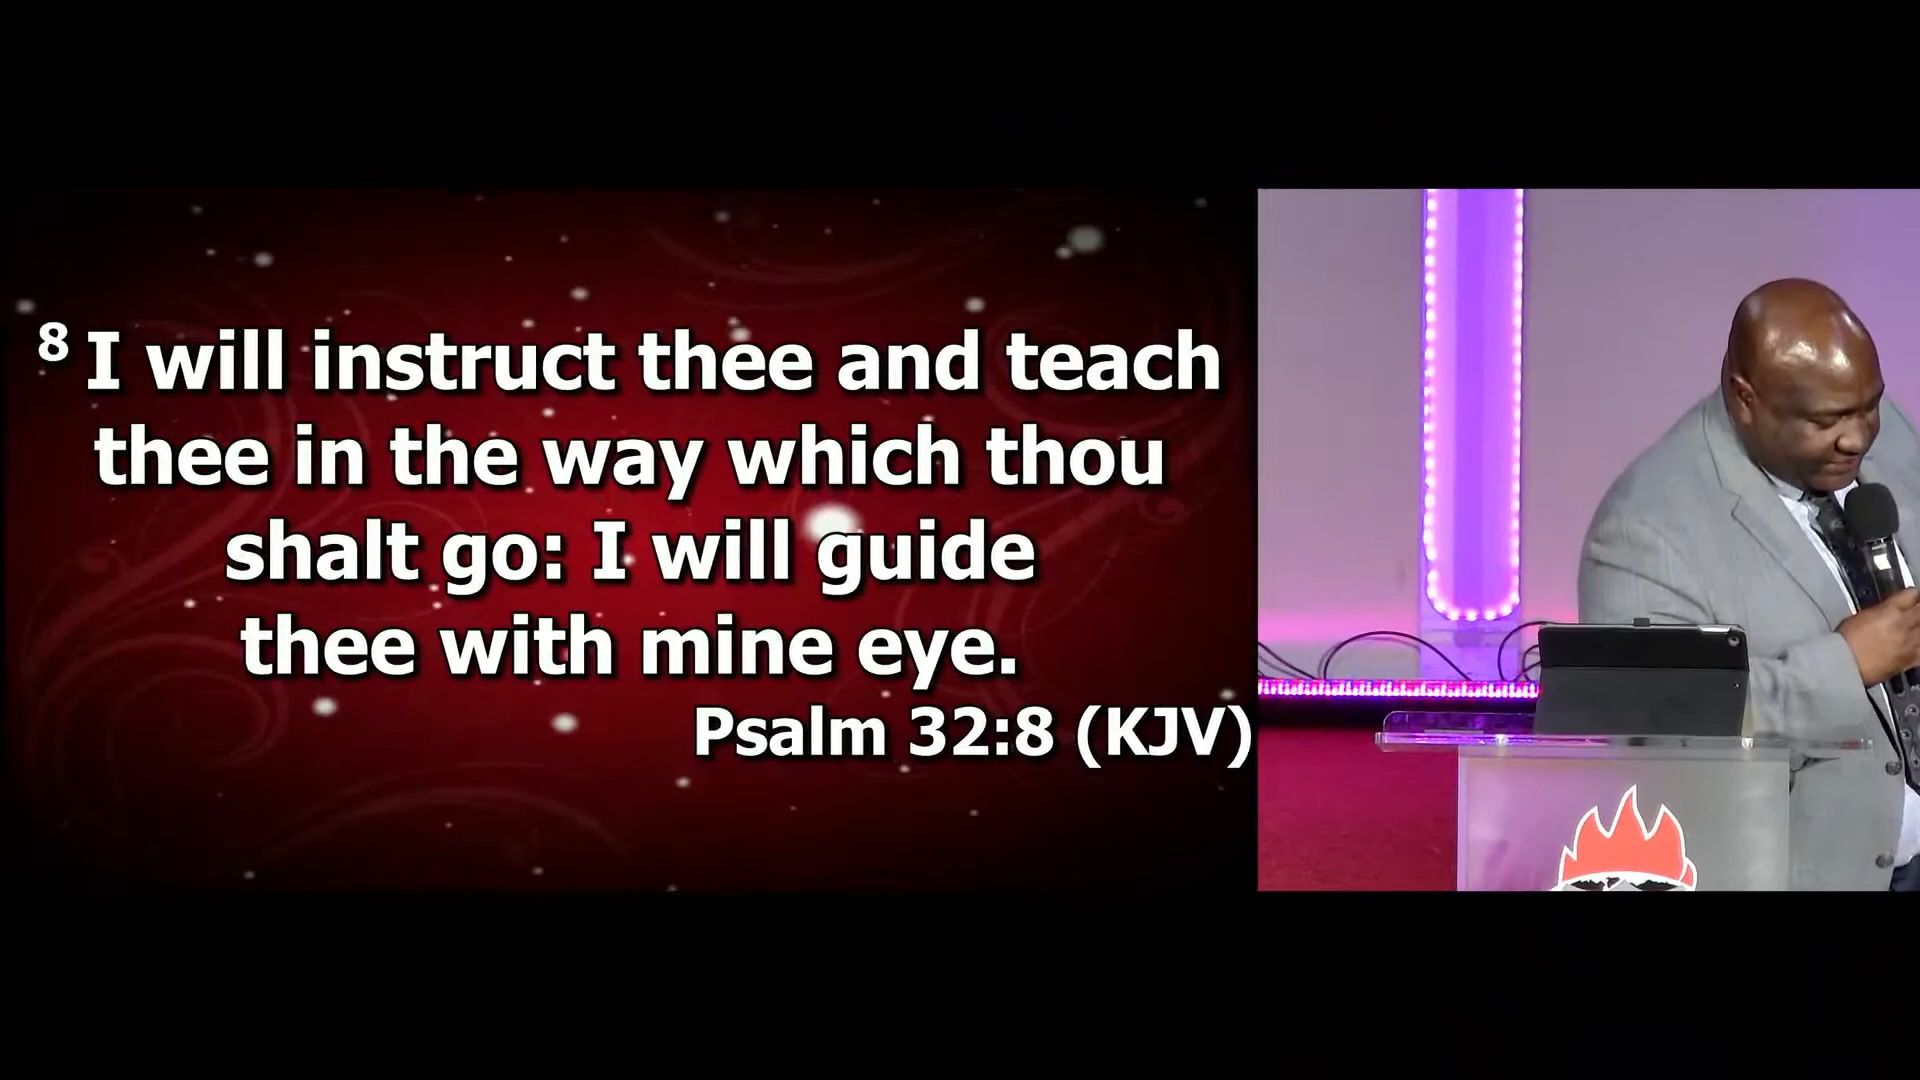 8 I will instruct thee and teach
thee in the way which thou
shalt go: I will guide
thee with mine eye.
Psalm 32:8 (KJV)